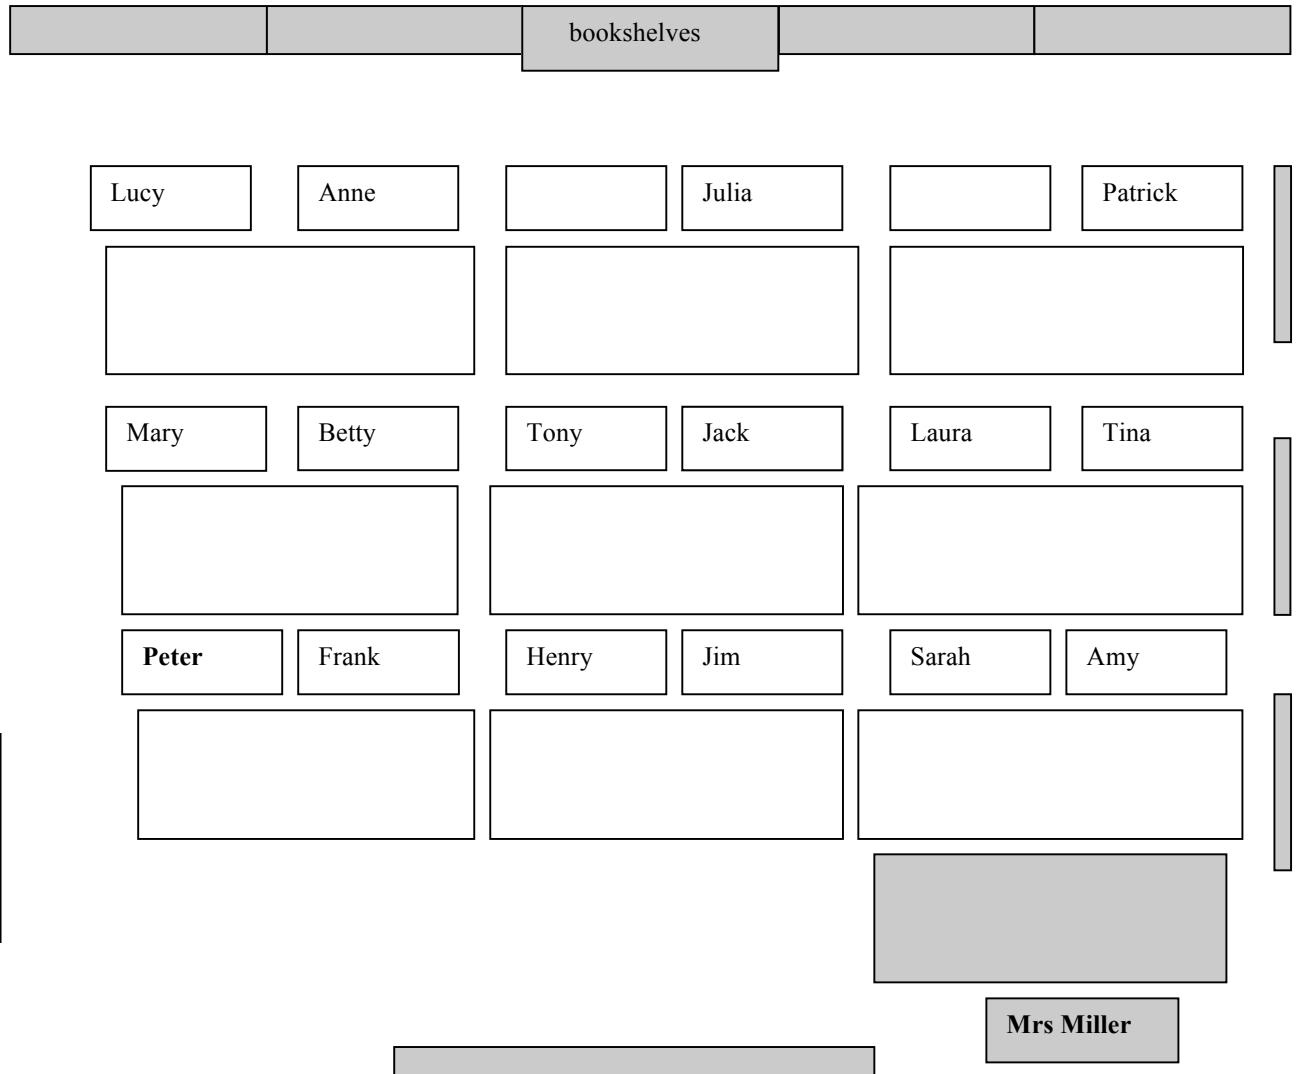 bookshelves
Lucy Anne Julia Patrick
Mary Betty Tony Jack Laura Tina
Peter Frank Henry Jim Sarah Amy
Mrs Miller